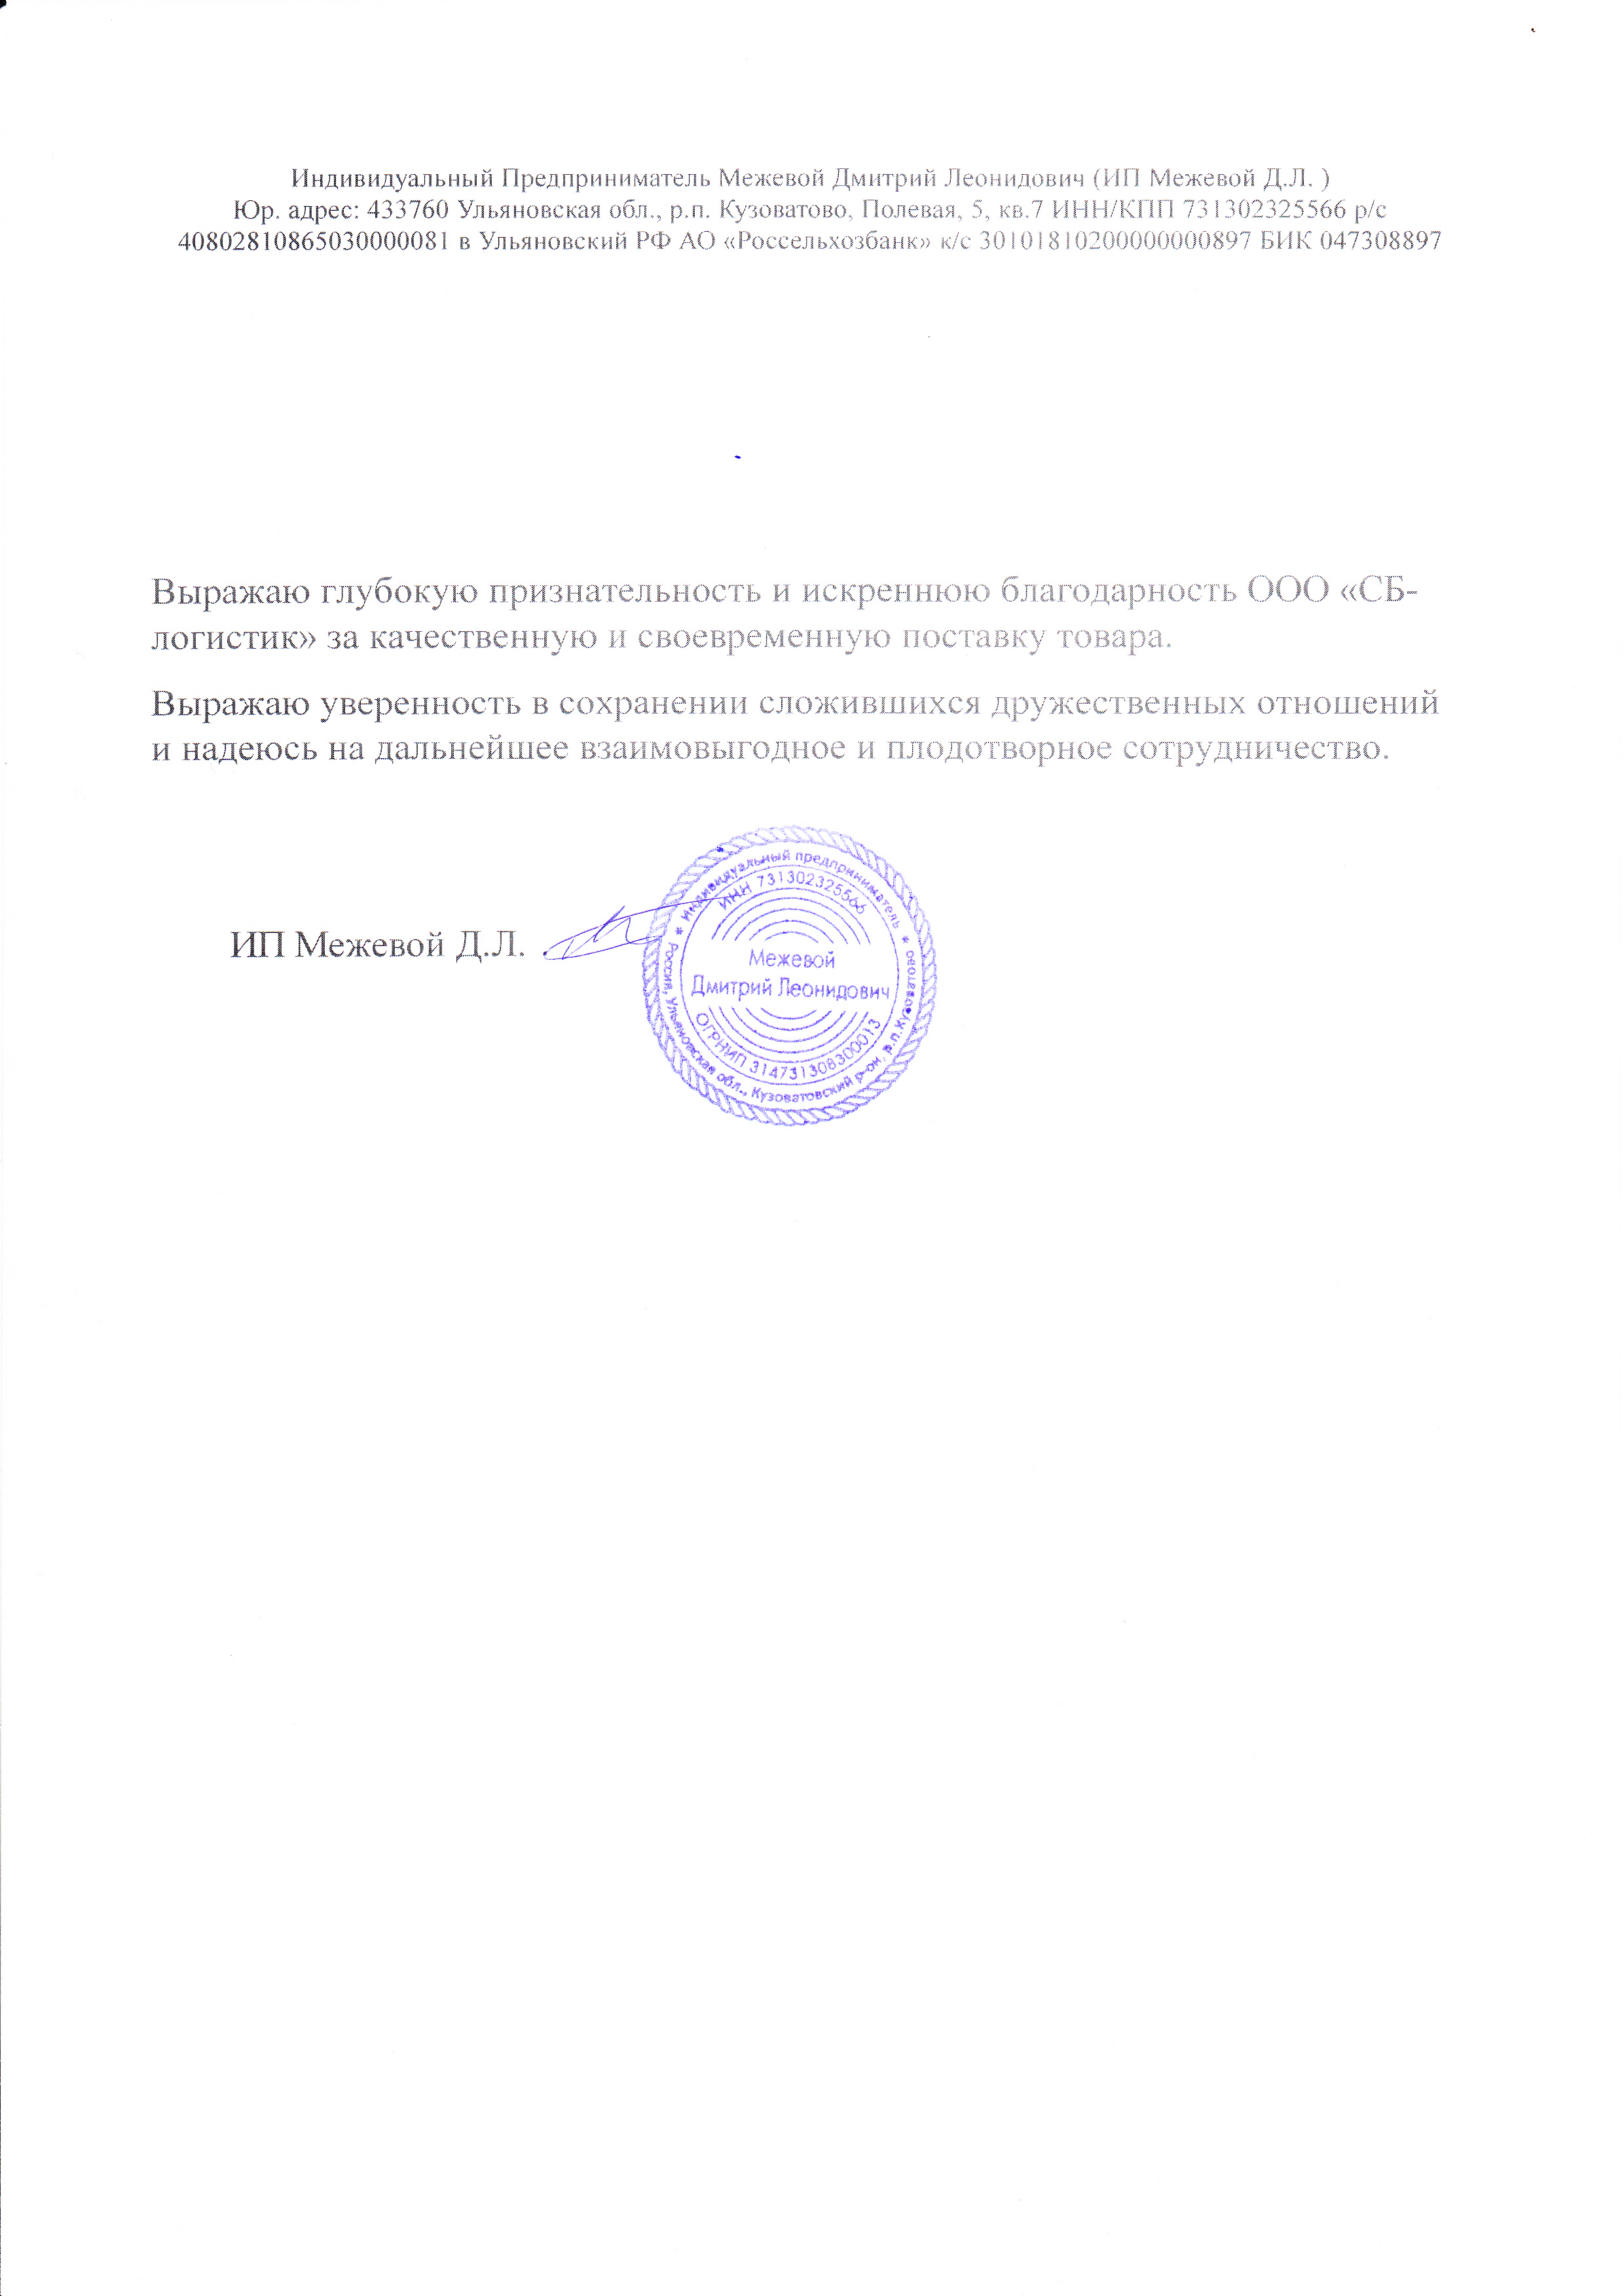 Индивидуальный Предприниматель Межевой Дмитрий Леонидович (ИП Межевой Д.Л. )
Юр. адрес: 433760 Ульяновская обл., р.п. Кузоватово, Полевая, 5, кв.7 ИНН/КПП 731302325566 р/с
40802810865030000081 в Ульяновский РФ АО «Россельхозбанк» к/с 30101810200000000897 БИК 047308897
Выражаю глубокую признательность и искреннюю благодарность ООО «СБ-
логистик» за качественную и своевременную поставку товара.
Выражаю уверенность в сохранении сложившихся дружественных отношений
и надеюсь на дальнейшее взаимовыгодное и плодотворное сотрудничество.
ИП Межевой Д.Л.
* Индивидуальный предприниматель *
Россия, Ульяновская обл., Кузоватовский р-он, р.п.Кузоватово
ИНН 731302325566
Межевой
Дмитрий Леонидович
ОГРНИП 314731308300013